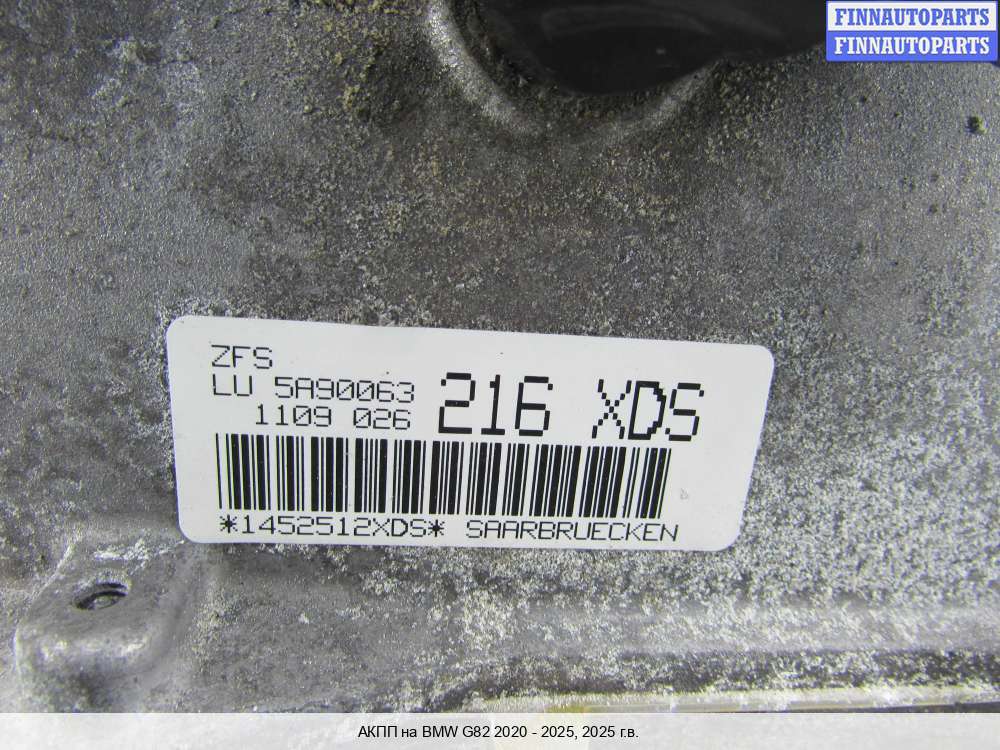 FINNAUTOPARTS
FINNAUTOPARTS
ZFS
LU 5A90063
1109 026
216 XDS
*1452512XDS* SAARBRUECKEN
АКПП на BMW G82 2020 - 2025, 2025 г.в.